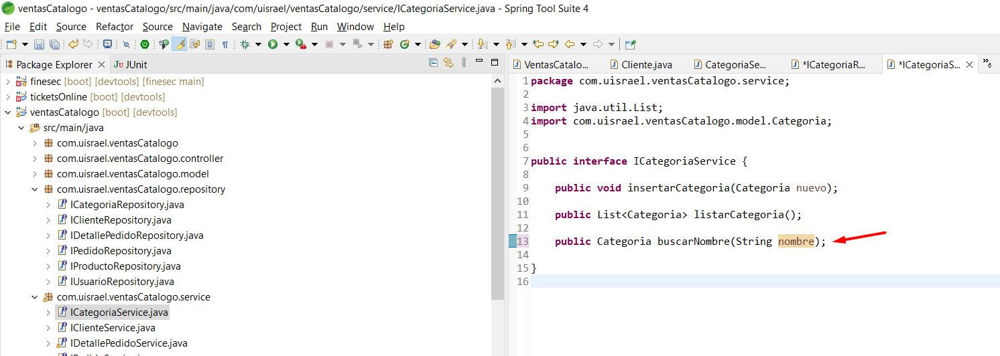 ventasCatalogo - ventasCatalogo/src/main/java/com/uisrael/ventasCatalogo/service/ICategoriaService.java - Spring Tool Suite 4
File Edit Source Refactor Source Navigate Search Project Run Window Help
Package Explorer JUnit
finesec [boot] [devtools] [finesec main]
ticketsOnline [boot] [devtools]
ventasCatalogo [boot] [devtools]
src/main/java
com.uisrael.ventasCatalogo
com.uisrael.ventasCatalogo.controller
com.uisrael.ventasCatalogo.model
com.uisrael.ventasCatalogo.repository
ICategoriaRepository.java
IClienteRepository.java
IDetallePedidoRepository.java
IPedidoRepository.java
IProductoRepository.java
IUsuarioRepository.java
com.uisrael.ventasCatalogo.service
ICategoriaService.java
IClienteService.java
IDetallePedidoService.java
VentasCatalo... Cliente.java CategoriaSe... *ICategoriaR... *ICategoriaS... »6
1 package com.uisrael.ventasCatalogo.service;
2
3 import java.util.List;
4 import com.uisrael.ventasCatalogo.model.Categoria;
5
6
7 public interface ICategoriaService {
8
9 public void insertarCategoria(Categoria nuevo);
10
11 public List<Categoria> listarCategoria();
12
13 public Categoria buscarNombre(String nombre);
14
15 }
16